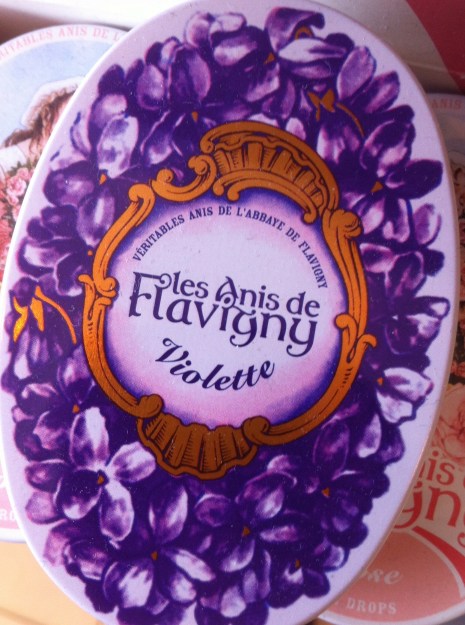 VÉRITABLES ANIS DE L'ABBAYE DE FLAVIGNY
les Anis de
Flavigny
Violette
DROPS